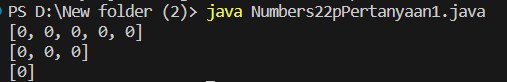 PS D:\New folder (2)> java Numbers22pPertanyaan1.java
[0, 0, 0, 0, 0]
[0, 0, 0]
[0]